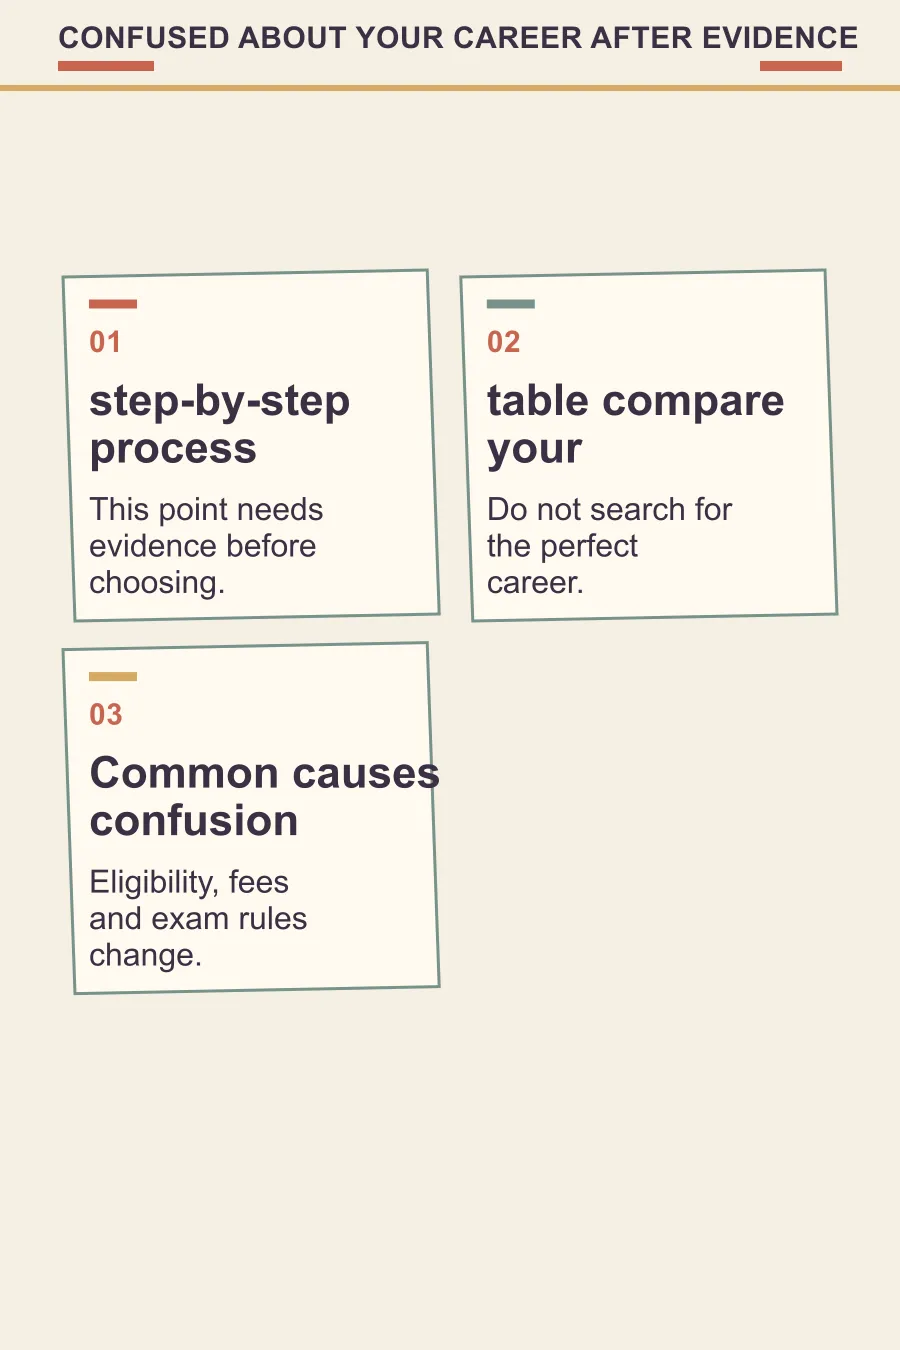 CONFUSED ABOUT YOUR CAREER AFTER EVIDENCE
01
step-by-step
process
This point needs
evidence before
choosing.
02
table compare
your
Do not search for
the perfect
career.
03
Common causes
confusion
Eligibility, fees
and exam rules
change.